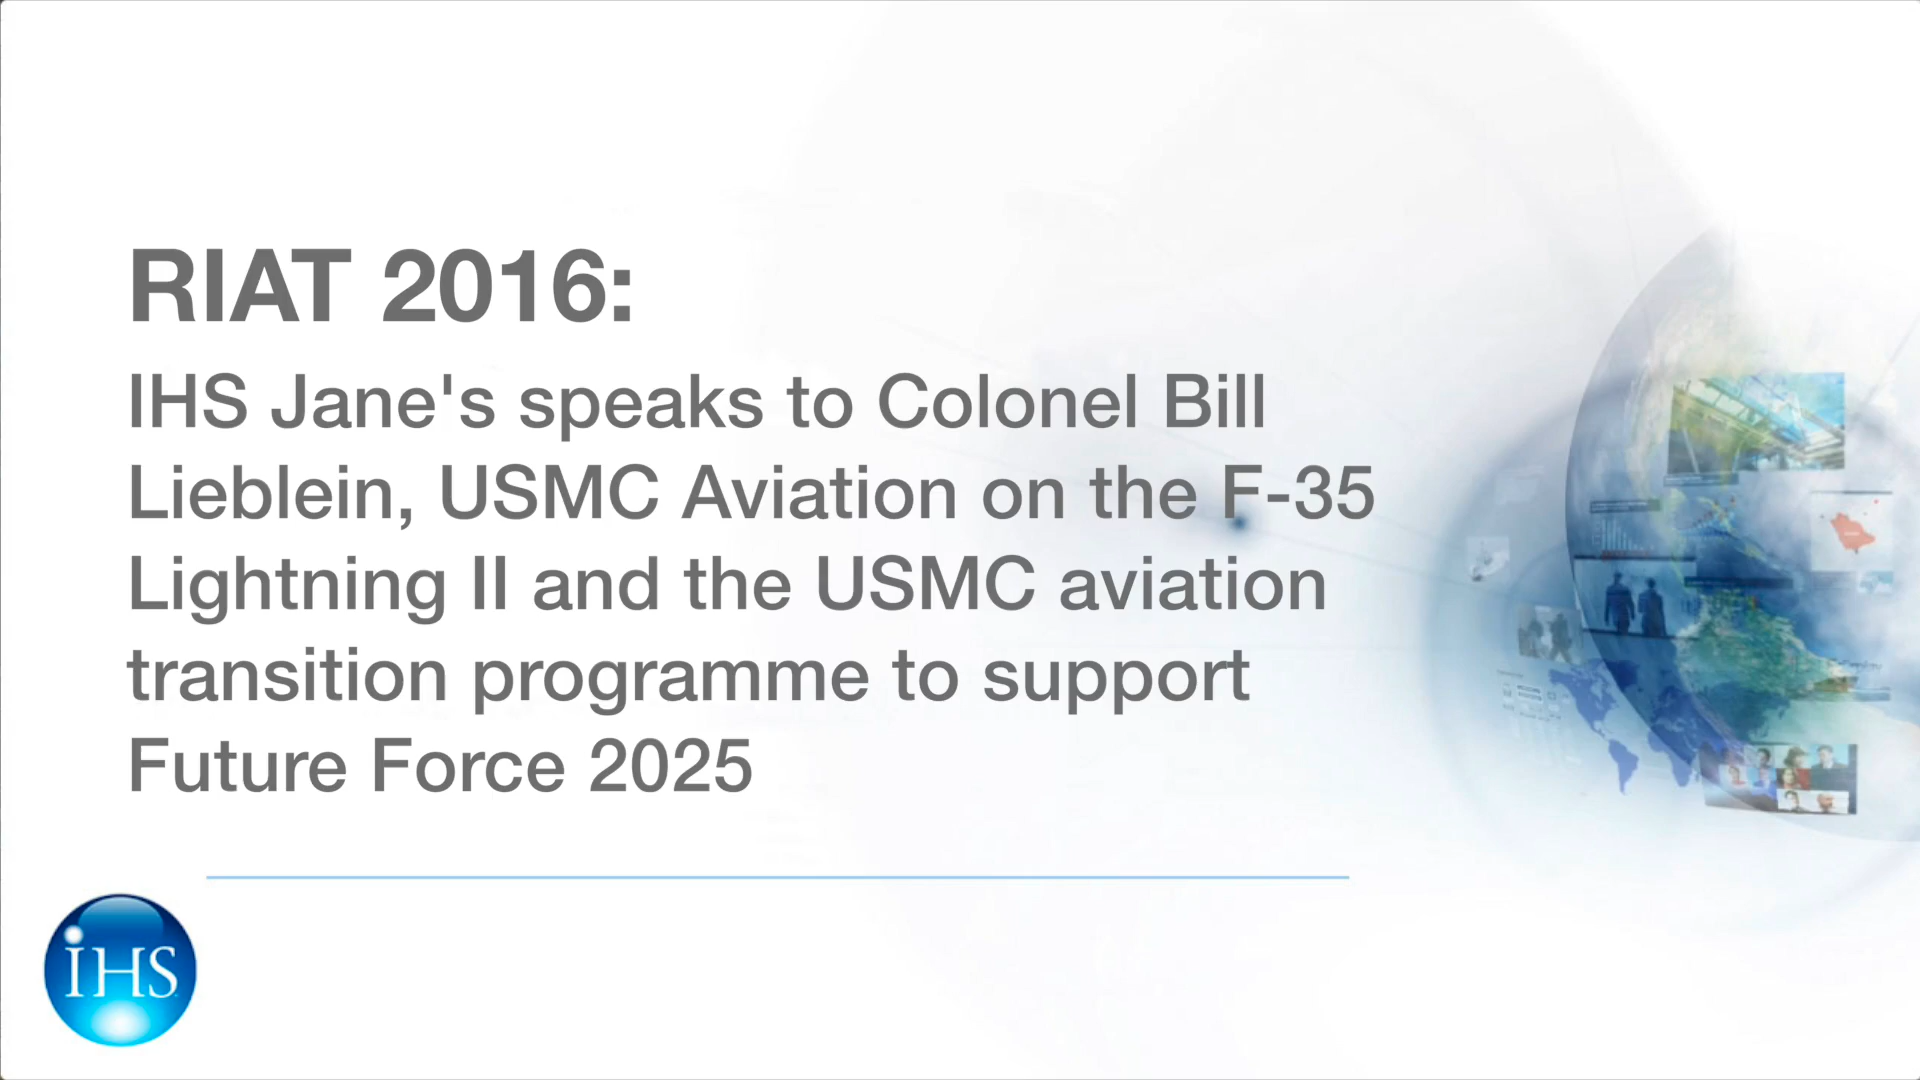 RIAT 2016:
IHS Jane's speaks to Colonel Bill
Lieblein, USMC Aviation on the F-35
Lightning II and the USMC aviation
transition programme to support
Future Force 2025
IHS